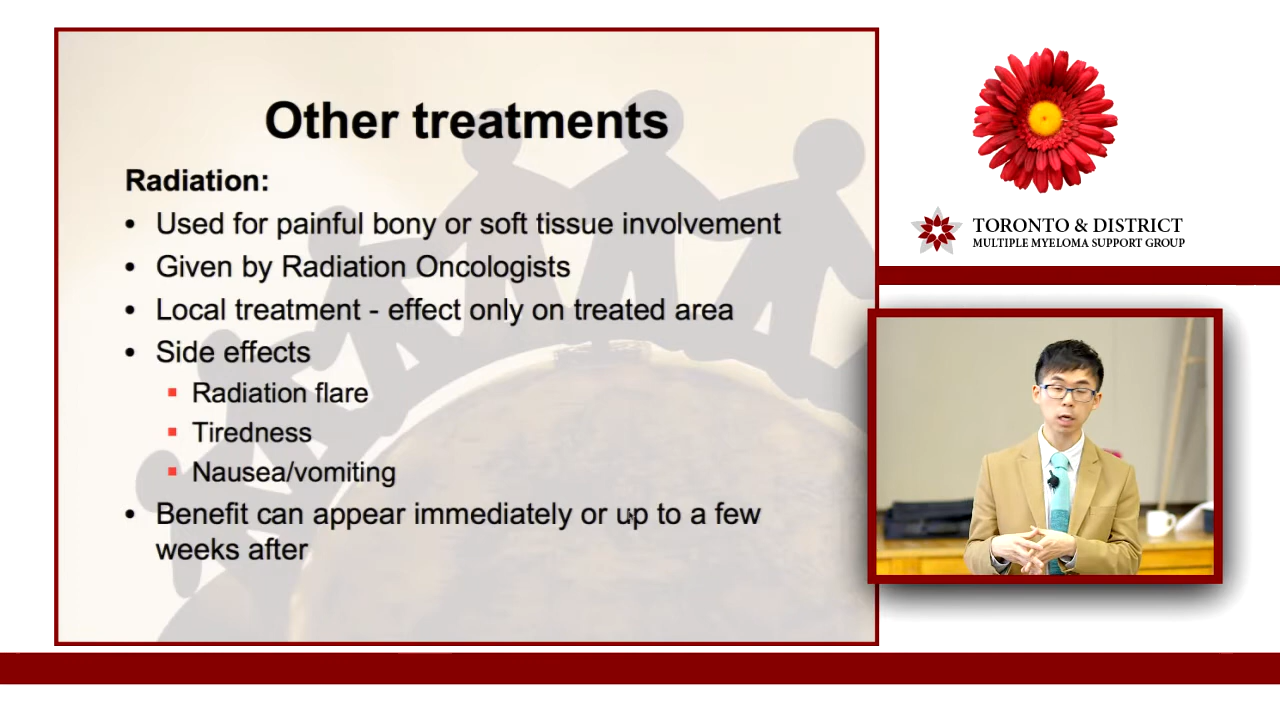 Other treatments
Radiation:
• Used for painful bony or soft tissue involvement
• Given by Radiation Oncologists
• Local treatment - effect only on treated area
• Side effects
▪ Radiation flare
▪ Tiredness
▪ Nausea/vomiting
• Benefit can appear immediately or up to a few
weeks after
TORONTO & DISTRICT
MULTIPLE MYELOMA SUPPORT GROUP